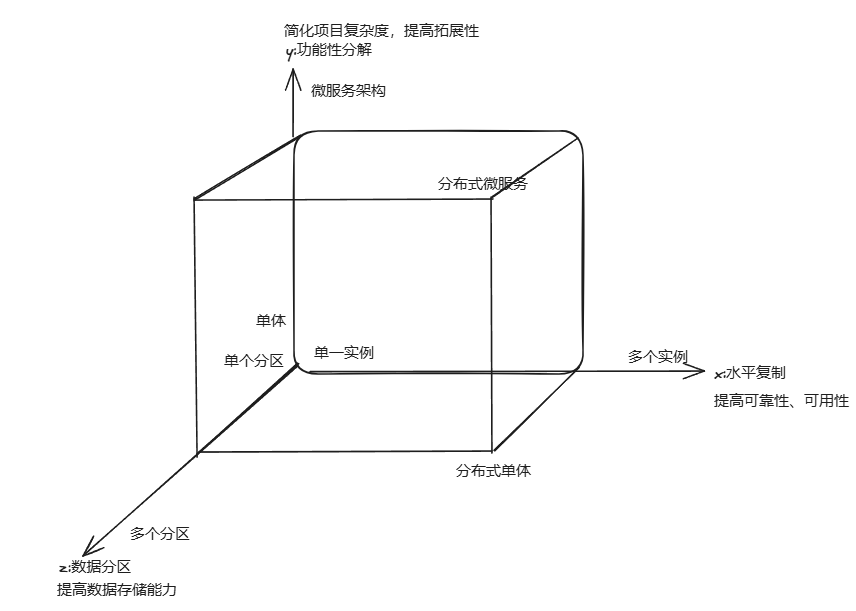 简化项目复杂度，提高拓展性
y:功能性分解
微服务架构
分布式微服务
单体
单个分区
单一实例
多个实例
x:水平复制
提高可靠性、可用性
分布式单体
多个分区
z:数据分区
提高数据存储能力